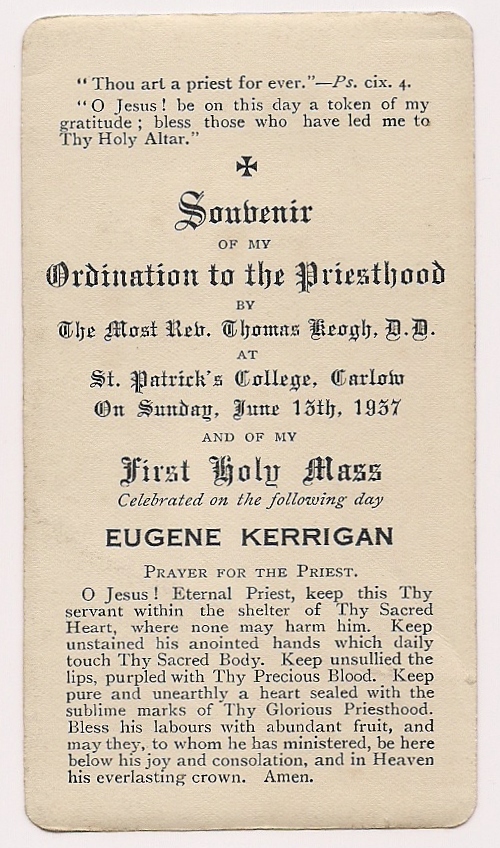 " Thou art a priest for ever."—Ps. cix. 4.
" O Jesus ! be on this day a token of my
gratitude ; bless those who have led me to
Thy Holy Altar."
✠
Souvenir
OF MY
Ordination to the Priesthood
BY
The Most Rev. Thomas Keogh, D.D.
AT
St. Patrick's College, Carlow
On Sunday, June 13th, 1937
AND OF MY
First Holy Mass
Celebrated on the following day
EUGENE KERRIGAN
PRAYER FOR THE PRIEST.
O Jesus ! Eternal Priest, keep this Thy
servant within the shelter of Thy Sacred
Heart, where none may harm him. Keep
unstained his anointed hands which daily
touch Thy Sacred Body. Keep unsullied the
lips, purpled with Thy Precious Blood. Keep
pure and unearthly a heart sealed with the
sublime marks of Thy Glorious Priesthood.
Bless his labours with abundant fruit, and
may they, to whom he has ministered, be here
below his joy and consolation, and in Heaven
his everlasting crown. Amen.